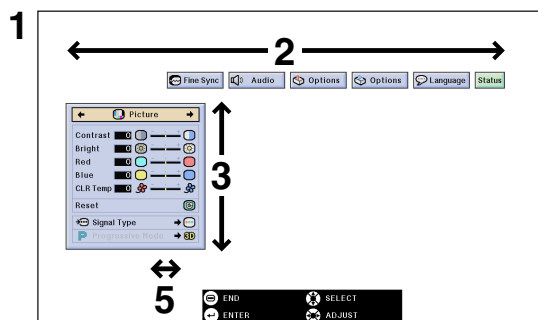 1
2
Fine Sync Audio Options Options Language Status
Picture
Contrast 0
Bright 0
Red 0
Blue 0
CLR Temp 0
Reset
Signal Type
P Progressive Mode 3D
3
5
END SELECT
ENTER ADJUST